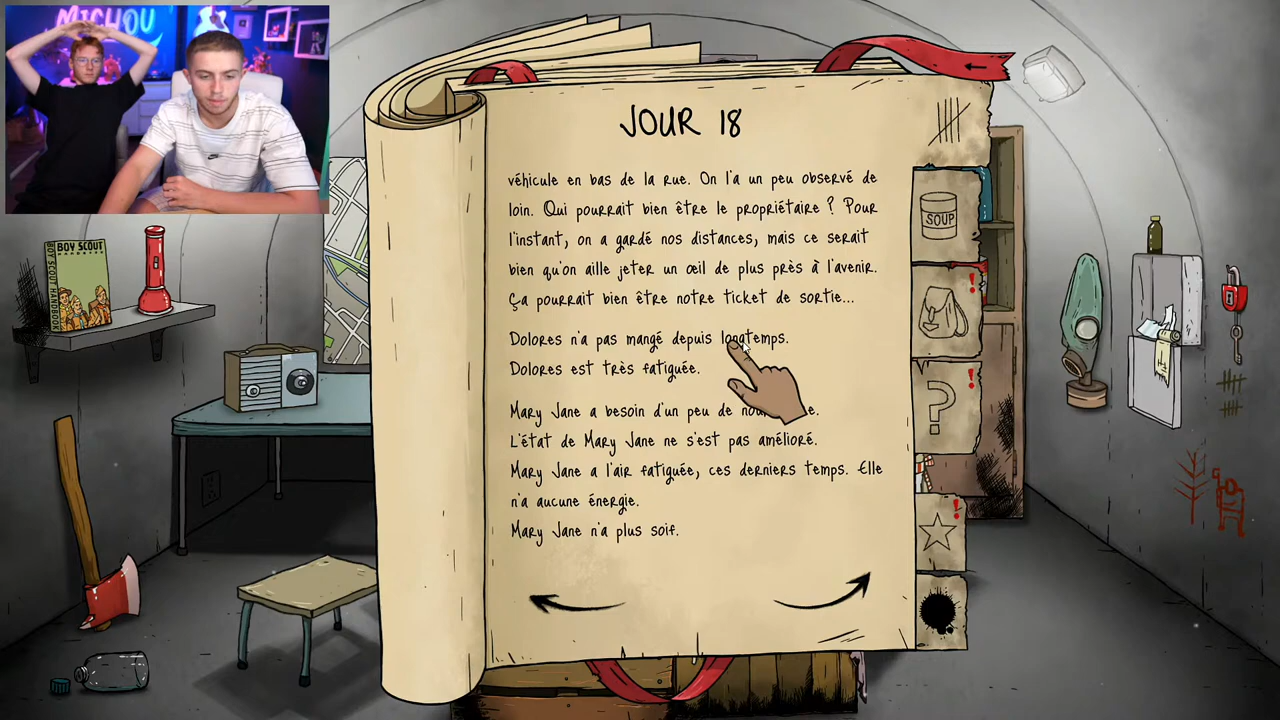 MICHOU
JOUR 18
véhicule en bas de la rue. On l'a un peu observé de
loin. Qui pourrait bien être le propriétaire ? Pour
l'instant, on a gardé nos distances, mais ce serait
bien qu'on aille jeter un œil de plus près à l'avenir.
Ça pourrait bien être notre ticket de sortie...
Dolores n'a pas mangé depuis longtemps.
Dolores est très fatiguée.
Mary Jane a besoin d'un peu de
L'état de Mary Jane ne s'est pas amélioré.
Mary Jane a l'air fatiguée, ces derniers temps. Elle
n'a aucune énergie.
Mary Jane n'a plus soif.
SOUP
!
!
?
!
BOY SCOUT
HANDBOOK
BOY SCOUT HANDBOOK